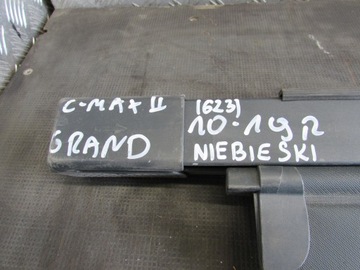 C-MAX II
GRAND
(623)
10-19R
NIEBIESKI